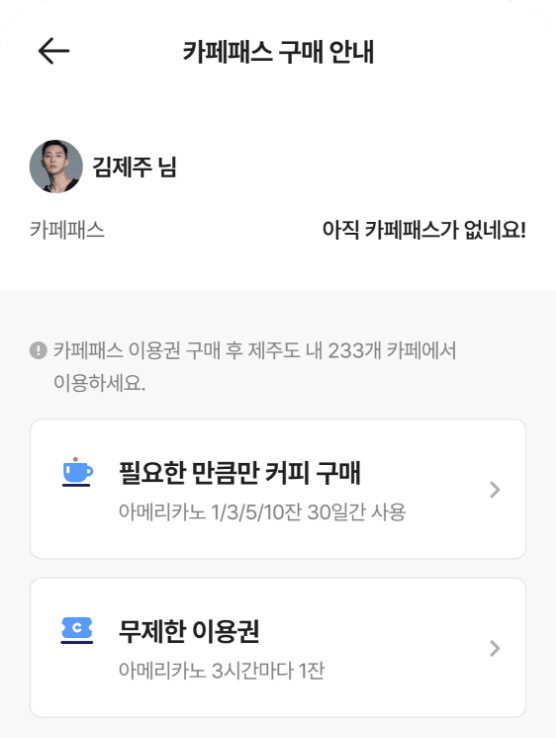 카페패스 구매 안내
김제주 님
카페패스
아직 카페패스가 없네요!
카페패스 이용권 구매 후 제주도 내 233개 카페에서
이용하세요.
필요한 만큼만 커피 구매
아메리카노 1/3/5/10잔 30일간 사용
C
무제한 이용권
아메리카노 3시간마다 1잔